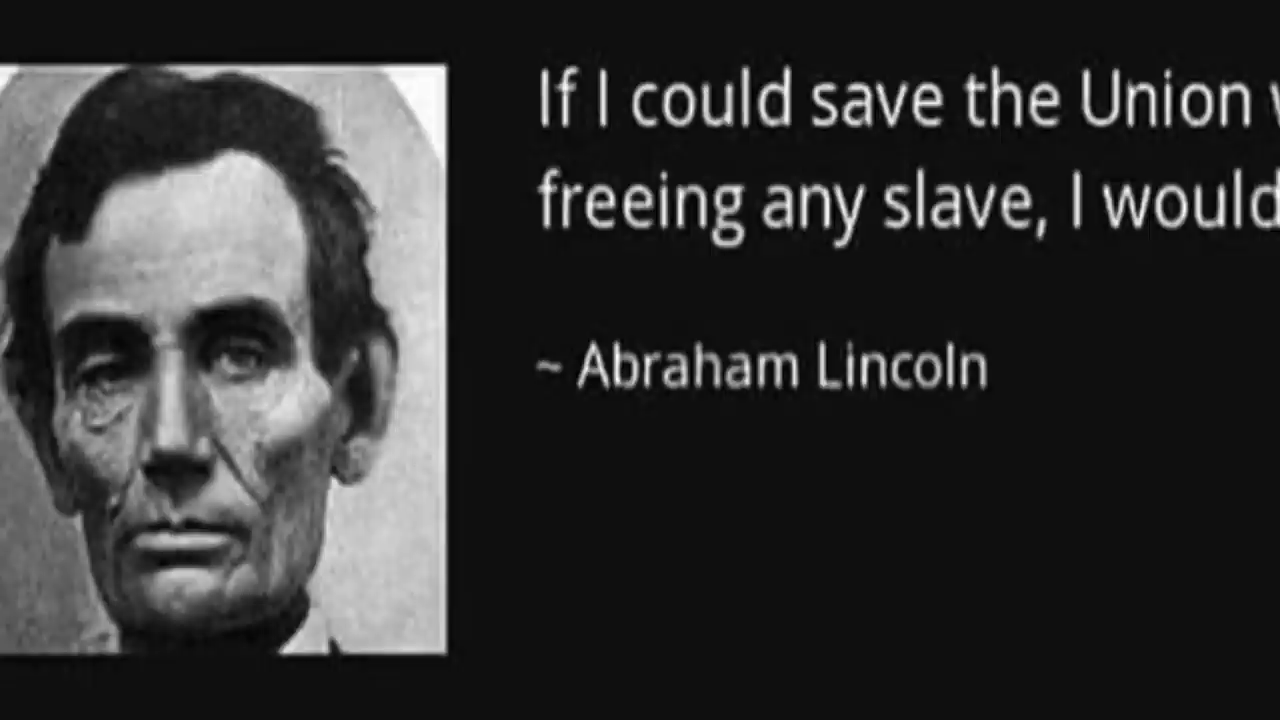 If I could save the Union
freeing any slave, I would
~ Abraham Lincoln